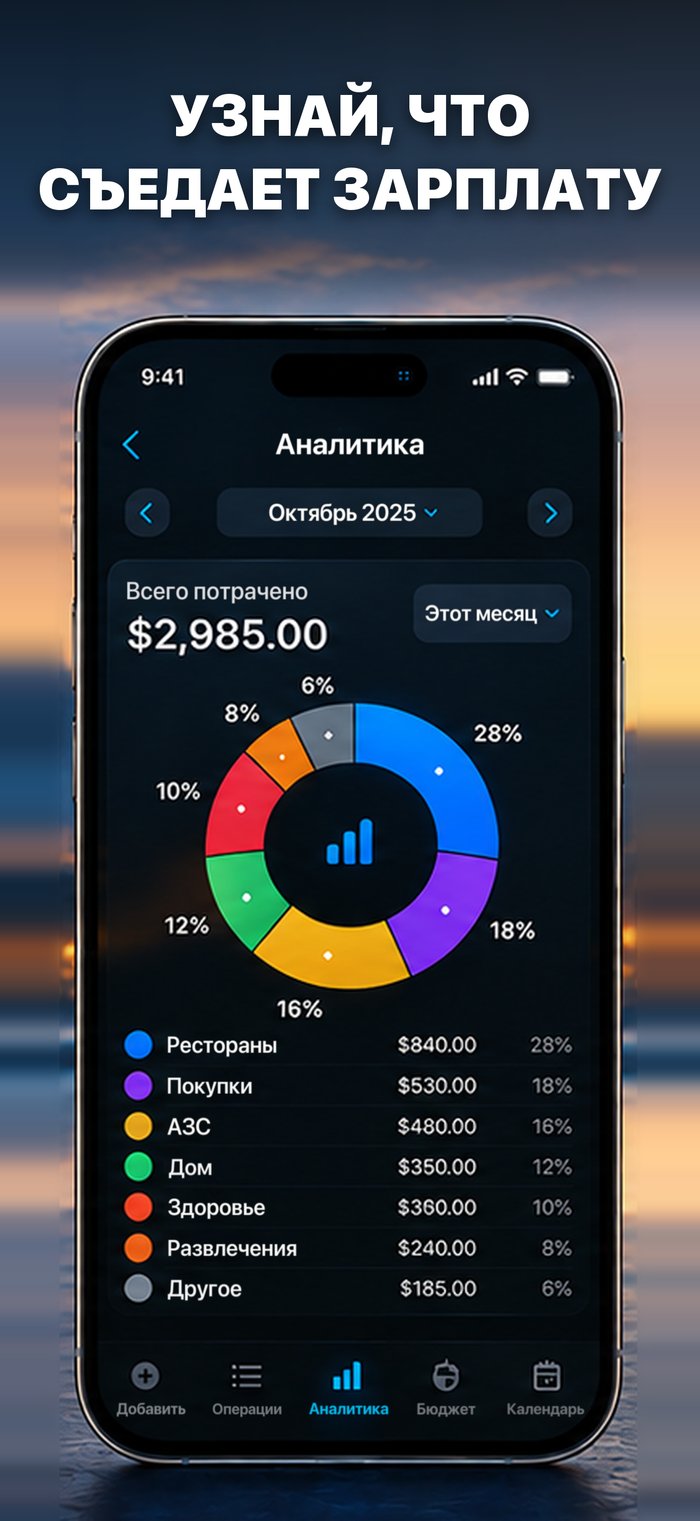 УЗНАЙ, ЧТО
СЪЕДАЕТ ЗАРПЛАТУ
9:41
Аналитика
Октябрь 2025
Всего потрачено
$2,985.00
Этот месяц
6%
8%
28%
10%
12%
18%
16%
Рестораны $840.00 28%
Покупки $530.00 18%
АЗС $480.00 16%
Дом $350.00 12%
Здоровье $360.00 10%
Развлечения $240.00 8%
Другое $185.00 6%
Добавить Операции Аналитика Бюджет Календарь